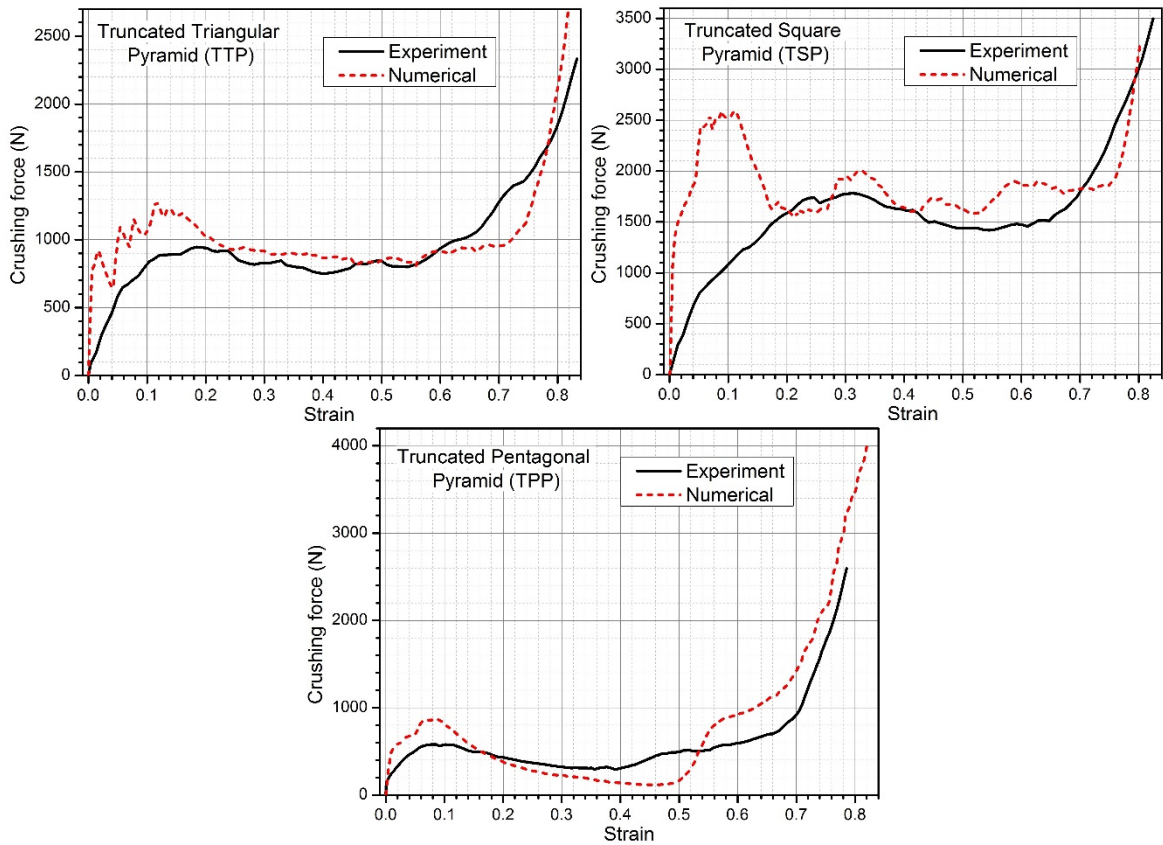 Truncated Triangular
Pyramid (TTP)
Experiment
Numerical
Crushing force (N)
2500
2000
1500
1000
500
0
0.0 0.1 0.2 0.3 0.4 0.5 0.6 0.7 0.8
Strain
Truncated Square
Pyramid (TSP)
Experiment
Numerical
Crushing force (N)
3500
3000
2500
2000
1500
1000
500
0
0.0 0.1 0.2 0.3 0.4 0.5 0.6 0.7 0.8
Strain
Truncated Pentagonal
Pyramid (TPP)
Experiment
Numerical
Crushing force (N)
4000
3000
2000
1000
0
0.0 0.1 0.2 0.3 0.4 0.5 0.6 0.7 0.8
Strain